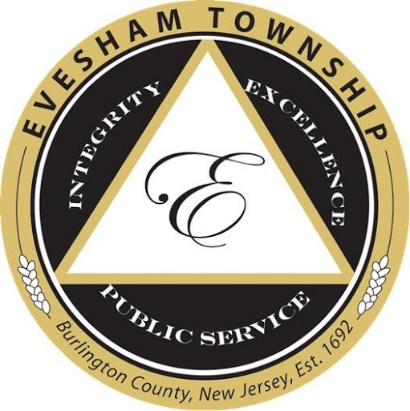 EVESHAM TOWNSHIP
INTEGRITY
EXCELLENCE
E
PUBLIC SERVICE
Burlington County, New Jersey, Est. 1692